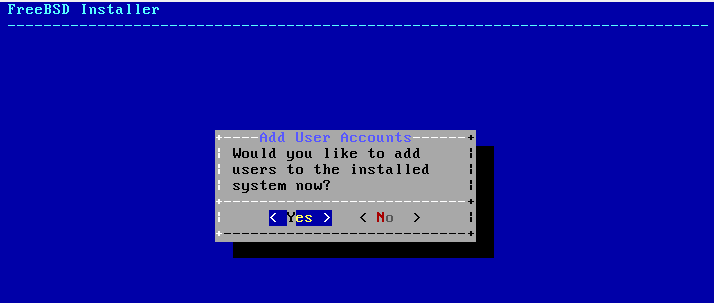 FreeBSD Installer
Add User Accounts
Would you like to add
users to the installed
system now?
< Yes > < No >